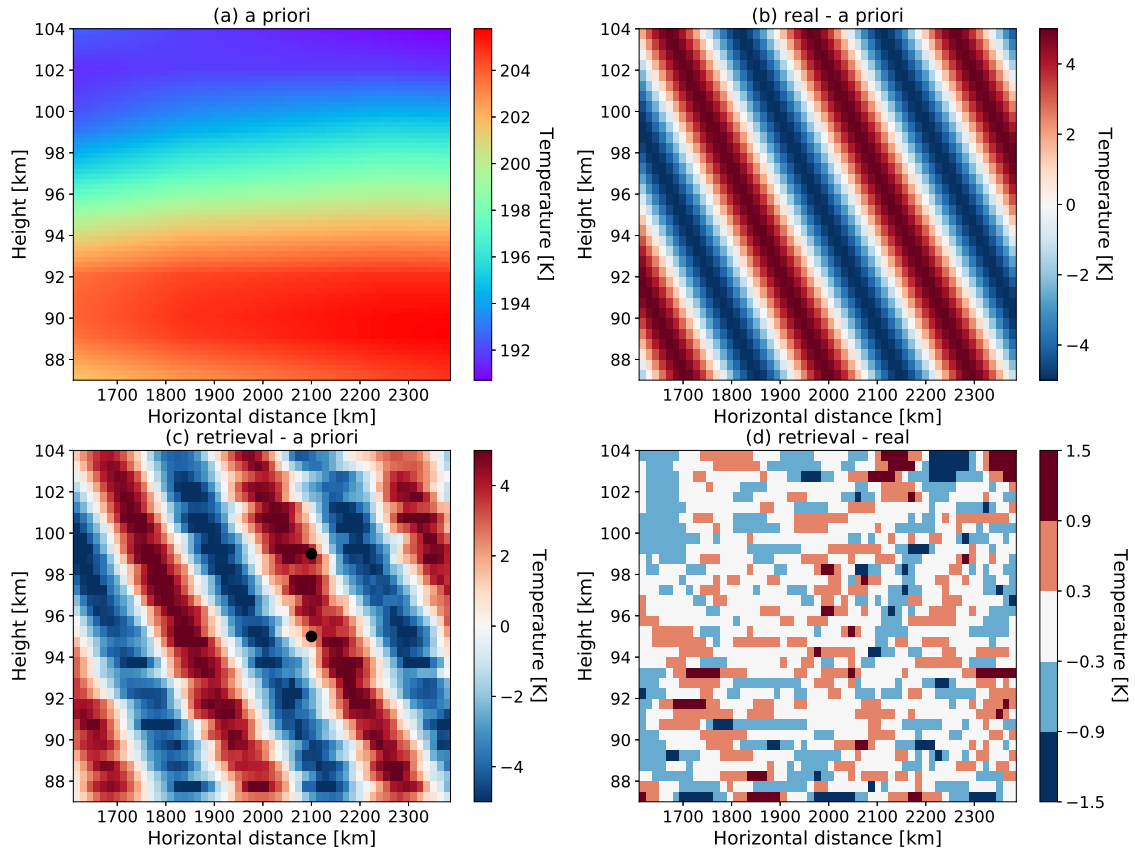 (a) a priori
104
102
100
98
96
94
92
90
88
Height [km]
1700 1800 1900 2000 2100 2200 2300
Horizontal distance [km]
204
202
200
198
196
194
192
Temperature [K]
(b) real - a priori
104
102
100
98
96
94
92
90
88
Height [km]
1700 1800 1900 2000 2100 2200 2300
Horizontal distance [km]
4
2
0
−2
−4
Temperature [K]
(c) retrieval - a priori
104
102
100
98
96
94
92
90
88
Height [km]
1700 1800 1900 2000 2100 2200 2300
Horizontal distance [km]
4
2
0
−2
−4
Temperature [K]
(d) retrieval - real
104
102
100
98
96
94
92
90
88
Height [km]
1700 1800 1900 2000 2100 2200 2300
Horizontal distance [km]
1.5
0.9
0.3
−0.3
−0.9
−1.5
Temperature [K]